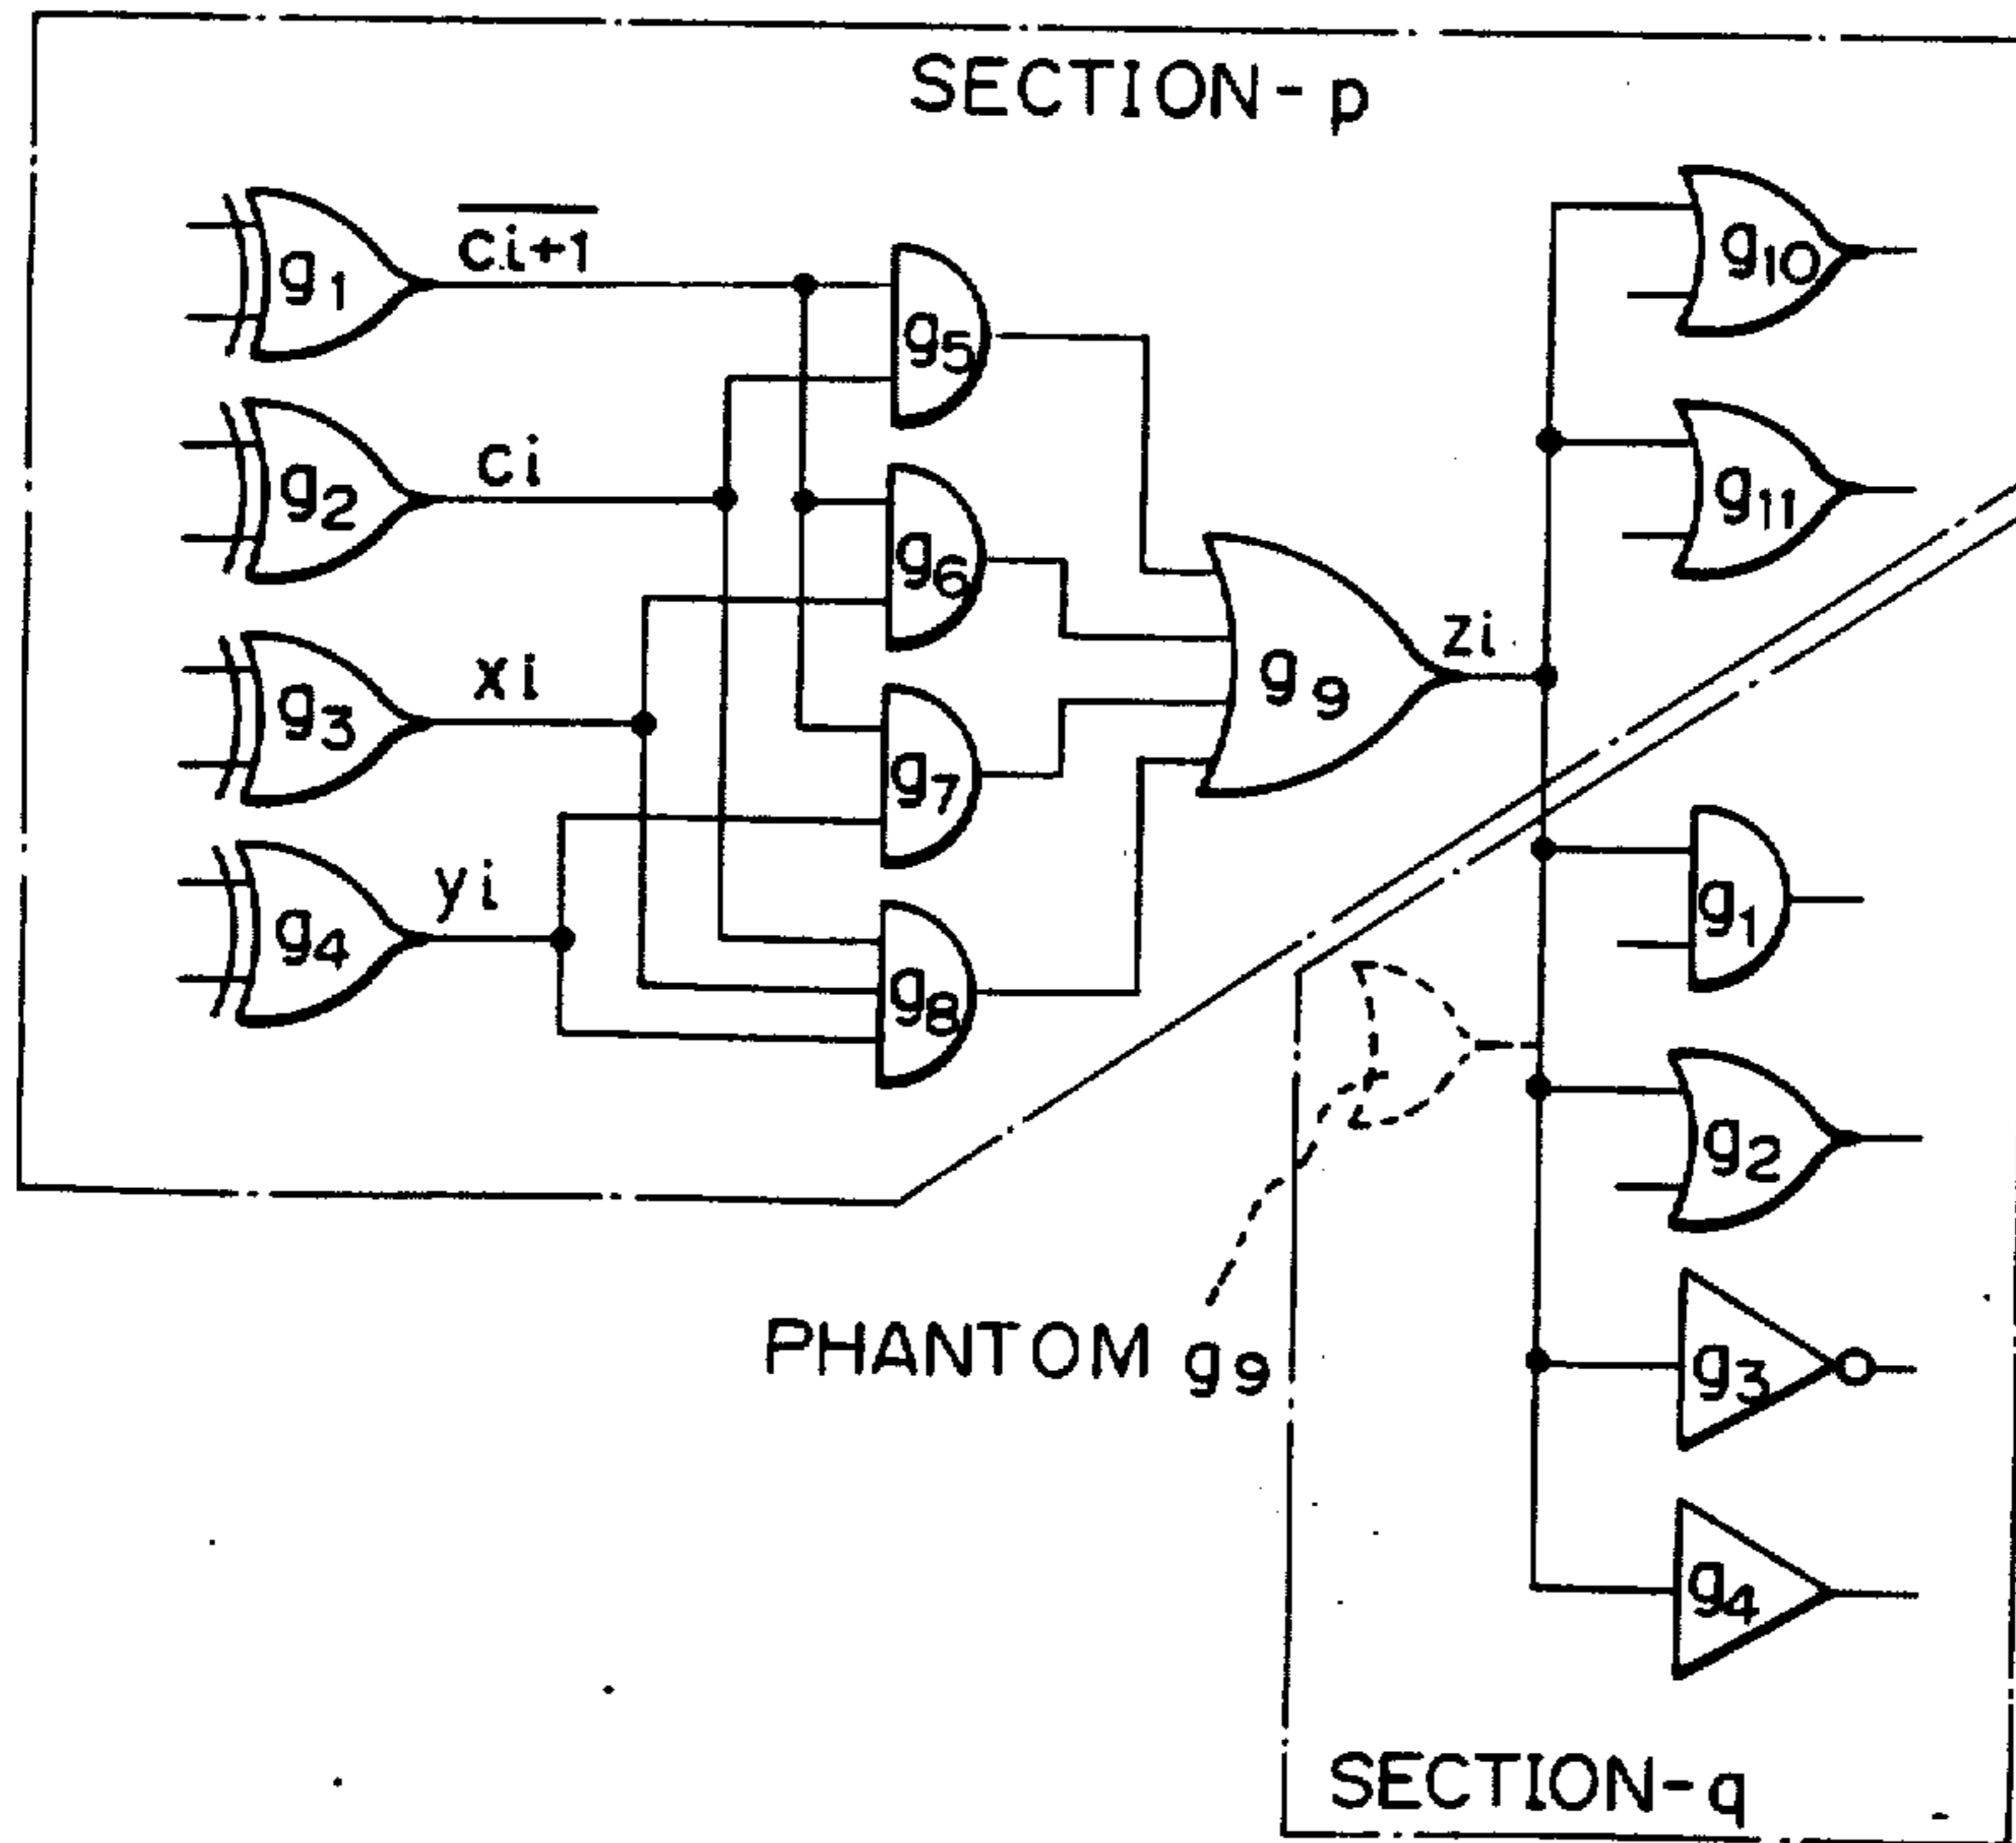 SECTION-p
g1
c̅i̅+̅1̅
g2
ci
g3
xi
g4
yi
g5
g6
g7
g8
g9
zi
g10
g11
g1
g2
g3
g4
PHANTOM g9
SECTION-q